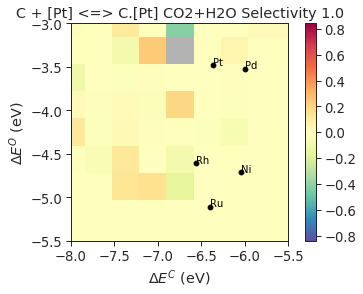 C + [Pt] <=> C.[Pt] CO2+H2O Selectivity 1.0
−3.0
−3.5
−4.0
−4.5
−5.0
−5.5
ΔE^O (eV)
Pt
Pd
Rh
Ni
Ru
−8.0 −7.5 −7.0 −6.5 −6.0 −5.5
ΔE^C (eV)
0.8
0.6
0.4
0.2
0.0
−0.2
−0.4
−0.6
−0.8